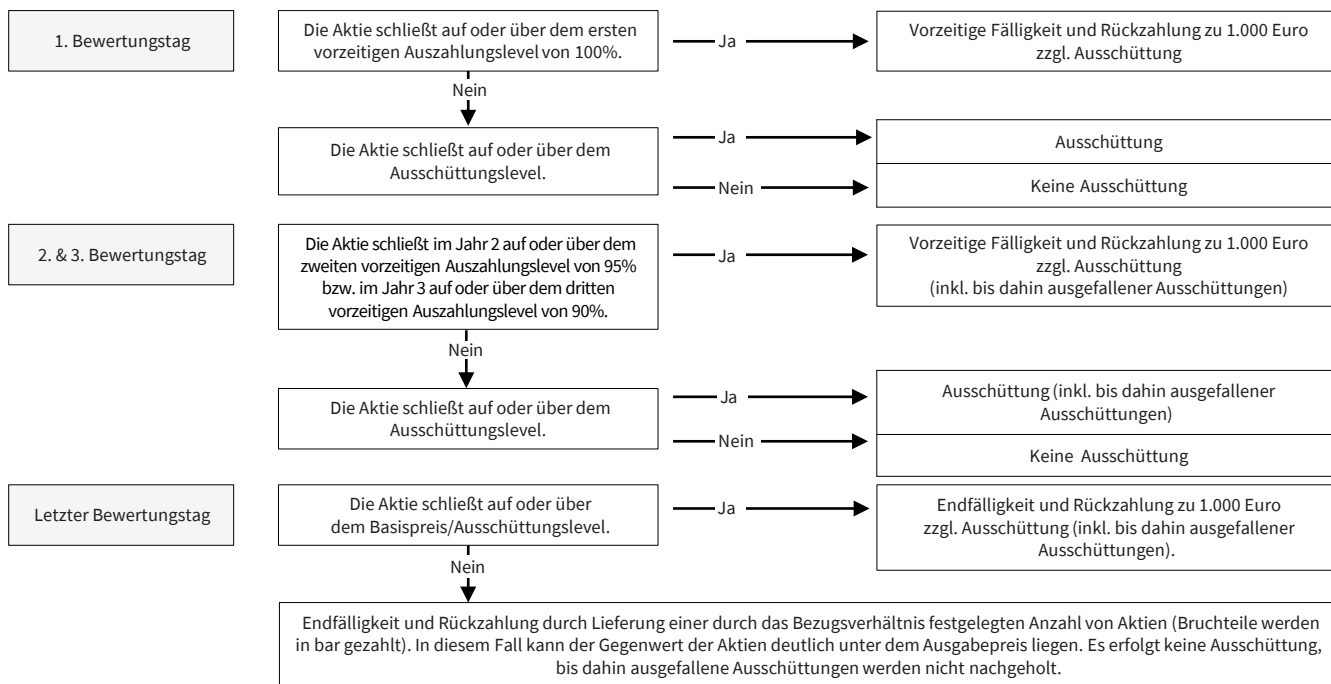 1. Bewertungstag
Die Aktie schließt auf oder über dem ersten
vorzeitigen Auszahlungslevel von 100%.
Ja
Vorzeitige Fälligkeit und Rückzahlung zu 1.000 Euro
zzgl. Ausschüttung
Nein
Die Aktie schließt auf oder über dem
Ausschüttungslevel.
Ja
Ausschüttung
Nein
Keine Ausschüttung
2. & 3. Bewertungstag
Die Aktie schließt im Jahr 2 auf oder über dem
zweiten vorzeitigen Auszahlungslevel von 95%
bzw. im Jahr 3 auf oder über dem dritten
vorzeitigen Auszahlungslevel von 90%.
Ja
Vorzeitige Fälligkeit und Rückzahlung zu 1.000 Euro
zzgl. Ausschüttung
(inkl. bis dahin ausgefallener Ausschüttungen)
Nein
Die Aktie schließt auf oder über dem
Ausschüttungslevel.
Ja
Ausschüttung (inkl. bis dahin ausgefallener
Ausschüttungen)
Nein
Keine Ausschüttung
Letzter Bewertungstag
Die Aktie schließt auf oder über
dem Basispreis/Ausschüttungslevel.
Ja
Endfälligkeit und Rückzahlung zu 1.000 Euro
zzgl. Ausschüttung (inkl. bis dahin ausgefallener
Ausschüttungen).
Nein
Endfälligkeit und Rückzahlung durch Lieferung einer durch das Bezugsverhältnis festgelegten Anzahl von Aktien (Bruchteile werden
in bar gezahlt). In diesem Fall kann der Gegenwert der Aktien deutlich unter dem Ausgabepreis liegen. Es erfolgt keine Ausschüttung,
bis dahin ausgefallene Ausschüttungen werden nicht nachgeholt.